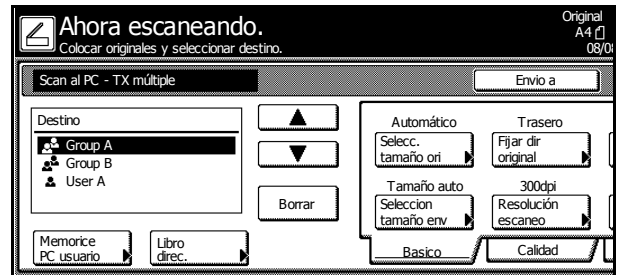 Ahora escaneando.
Colocar originales y seleccionar destino.
Original
A4
08/0
Scan al PC - TX múltiple
Envio a
Destino
Group A
Group B
User A
Borrar
Memorice
PC usuario
Libro
direc.
Automático
Selecc.
tamaño ori
Trasero
Fijar dir
original
Tamaño auto
Seleccion
tamaño env
300dpi
Resolución
escaneo
Basico
Calidad